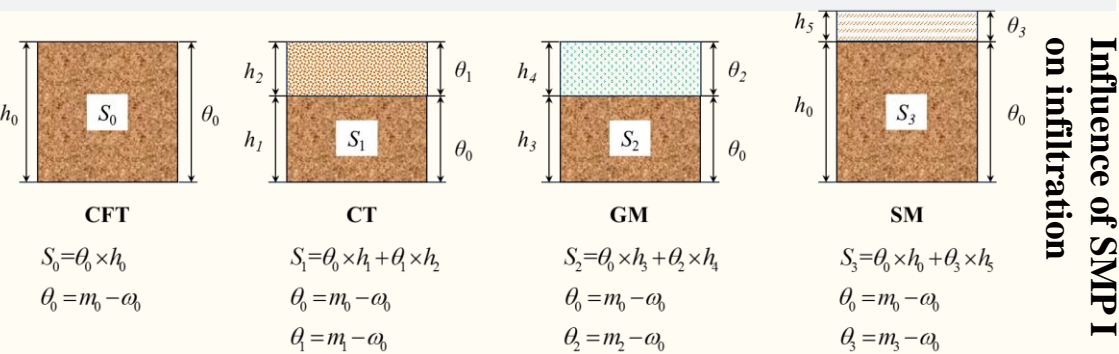 h₀
S₀
θ₀
h₂
h₁
S₁
θ₁
θ₀
h₄
h₃
S₂
θ₂
θ₀
h₅
h₀
S₃
θ₃
θ₀
CFT
CT
GM
SM
S₀=θ₀×h₀
θ₀=m₀−ω₀
S₁=θ₀×h₁+θ₁×h₂
θ₀=m₀−ω₀
θ₁=m₁−ω₀
S₂=θ₀×h₃+θ₂×h₄
θ₀=m₀−ω₀
θ₂=m₂−ω₀
S₃=θ₀×h₀+θ₃×h₅
θ₀=m₀−ω₀
θ₃=m₃−ω₀
Influence of SMP I
on infiltration